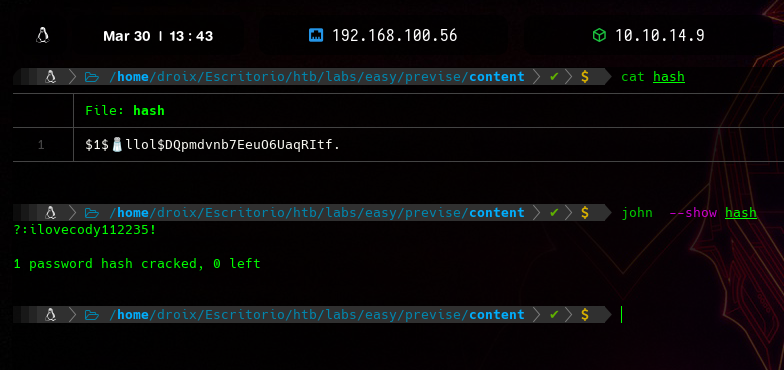 Mar 30 | 13 : 43
192.168.100.56
10.10.14.9
/home/droix/Escritorio/htb/labs/easy/previse/content ✔ $ cat hash
File: hash
1 $1$🧂llol$DQpmdvnb7EeuO6UaqRItf.
/home/droix/Escritorio/htb/labs/easy/previse/content ✔ $ john --show hash
?:ilovecody112235!
1 password hash cracked, 0 left
/home/droix/Escritorio/htb/labs/easy/previse/content ✔ $